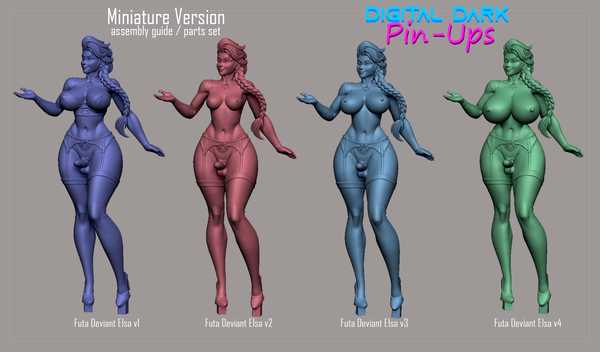 Miniature Version
assembly guide / parts set
DIGITAL DARK
Pin-Ups
Futa Deviant Elsa v1
Futa Deviant Elsa v2
Futa Deviant Elsa v3
Futa Deviant Elsa v4